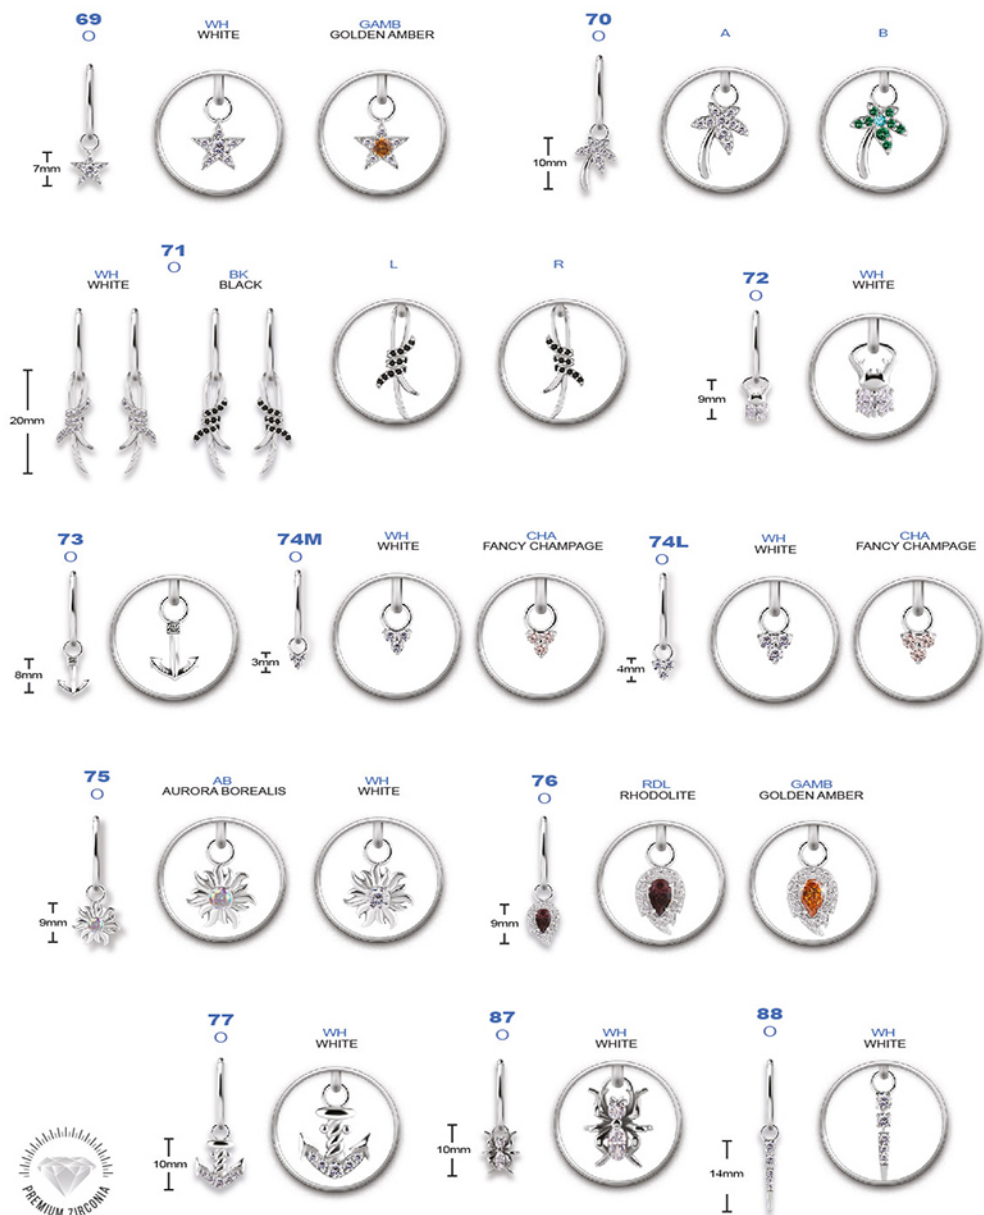 69
O
WH
WHITE
GAMB
GOLDEN AMBER
7mm
70
O
A
B
10mm
71
O
WH
WHITE
BK
BLACK
L
R
20mm
72
O
WH
WHITE
9mm
73
O
8mm
74M
O
WH
WHITE
CHA
FANCY CHAMPAGE
3mm
74L
O
WH
WHITE
CHA
FANCY CHAMPAGE
4mm
75
O
AB
AURORA BOREALIS
WH
WHITE
9mm
76
O
RDL
RHODOLITE
GAMB
GOLDEN AMBER
9mm
77
O
WH
WHITE
10mm
87
O
WH
WHITE
10mm
88
O
WH
WHITE
14mm
PREMIUM ZIRCONIA